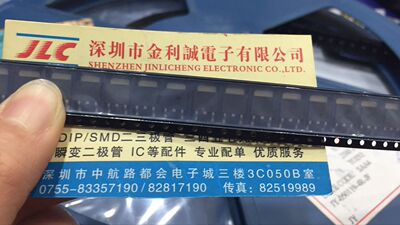 JLC 深圳市金利誠電子有限公司
SHENZHEN JINLICHENG ELECTRONIC CO.,LTD.
DIP/SMD二三极管
瞬变二极管 IC等配件 专业配单 优质服务
深圳市中航路都会电子城三楼3C050B室
0755-83357190/82817190 传真: 82519989